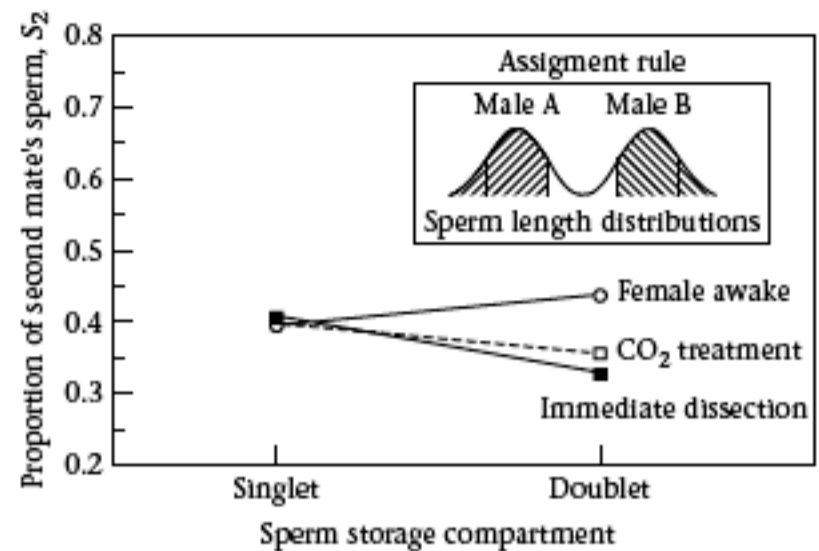 Proportion of second mate's sperm, S2
0.8
0.7
0.6
0.5
0.4
0.3
0.2
Assigment rule
Male A Male B
Sperm length distributions
Female awake
CO2 treatment
Immediate dissection
Singlet Doublet
Sperm storage compartment